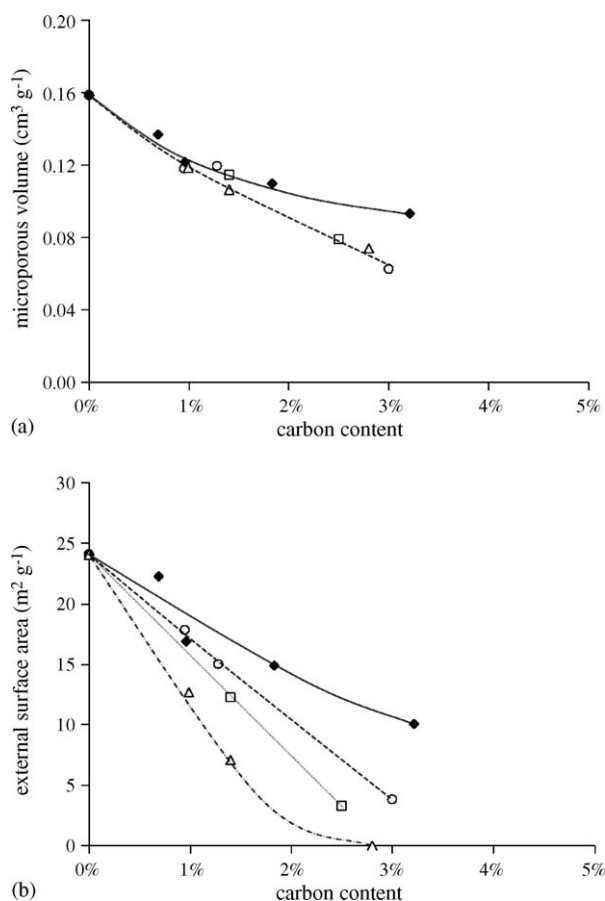 0.20
0.16
0.12
0.08
0.04
0.00
microporous volume (cm³ g⁻¹)
0% 1% 2% 3% 4% 5%
(a) carbon content
30
25
20
15
10
5
0
external surface area (m² g⁻¹)
0% 1% 2% 3% 4% 5%
(b) carbon content